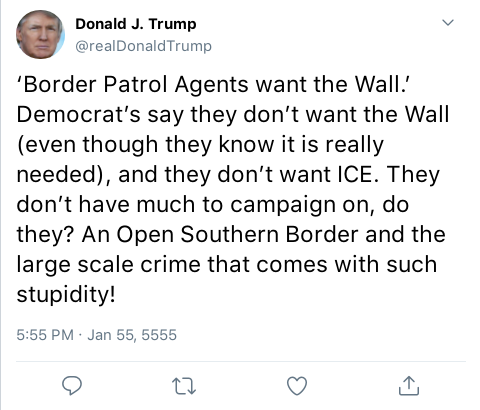 Donald J. Trump
@realDonaldTrump
‘Border Patrol Agents want the Wall.’
Democrat’s say they don’t want the Wall
(even though they know it is really
needed), and they don’t want ICE. They
don’t have much to campaign on, do
they? An Open Southern Border and the
large scale crime that comes with such
stupidity!
5:55 PM · Jan 55, 5555